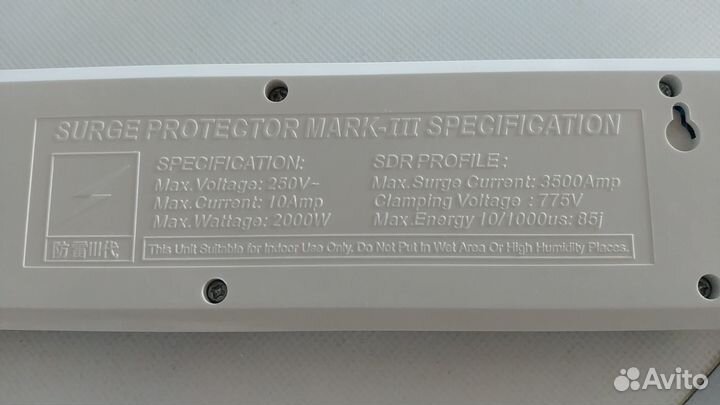 SURGE PROTECTOR MARK-III SPECIFICATION
SPECIFICATION:
Max.Voltage: 250V~
Max.Current: 10Amp
Max.Wattage: 2000W
SDR PROFILE:
Max.Surge Current: 3500Amp
Clamping Voltage : 775V
Max.Energy 10/1000us: 85j
防雷III代
This Unit Suitable for Indoor Use Only. Do Not Put In Wet Area Or High Humidity Places.
Avito